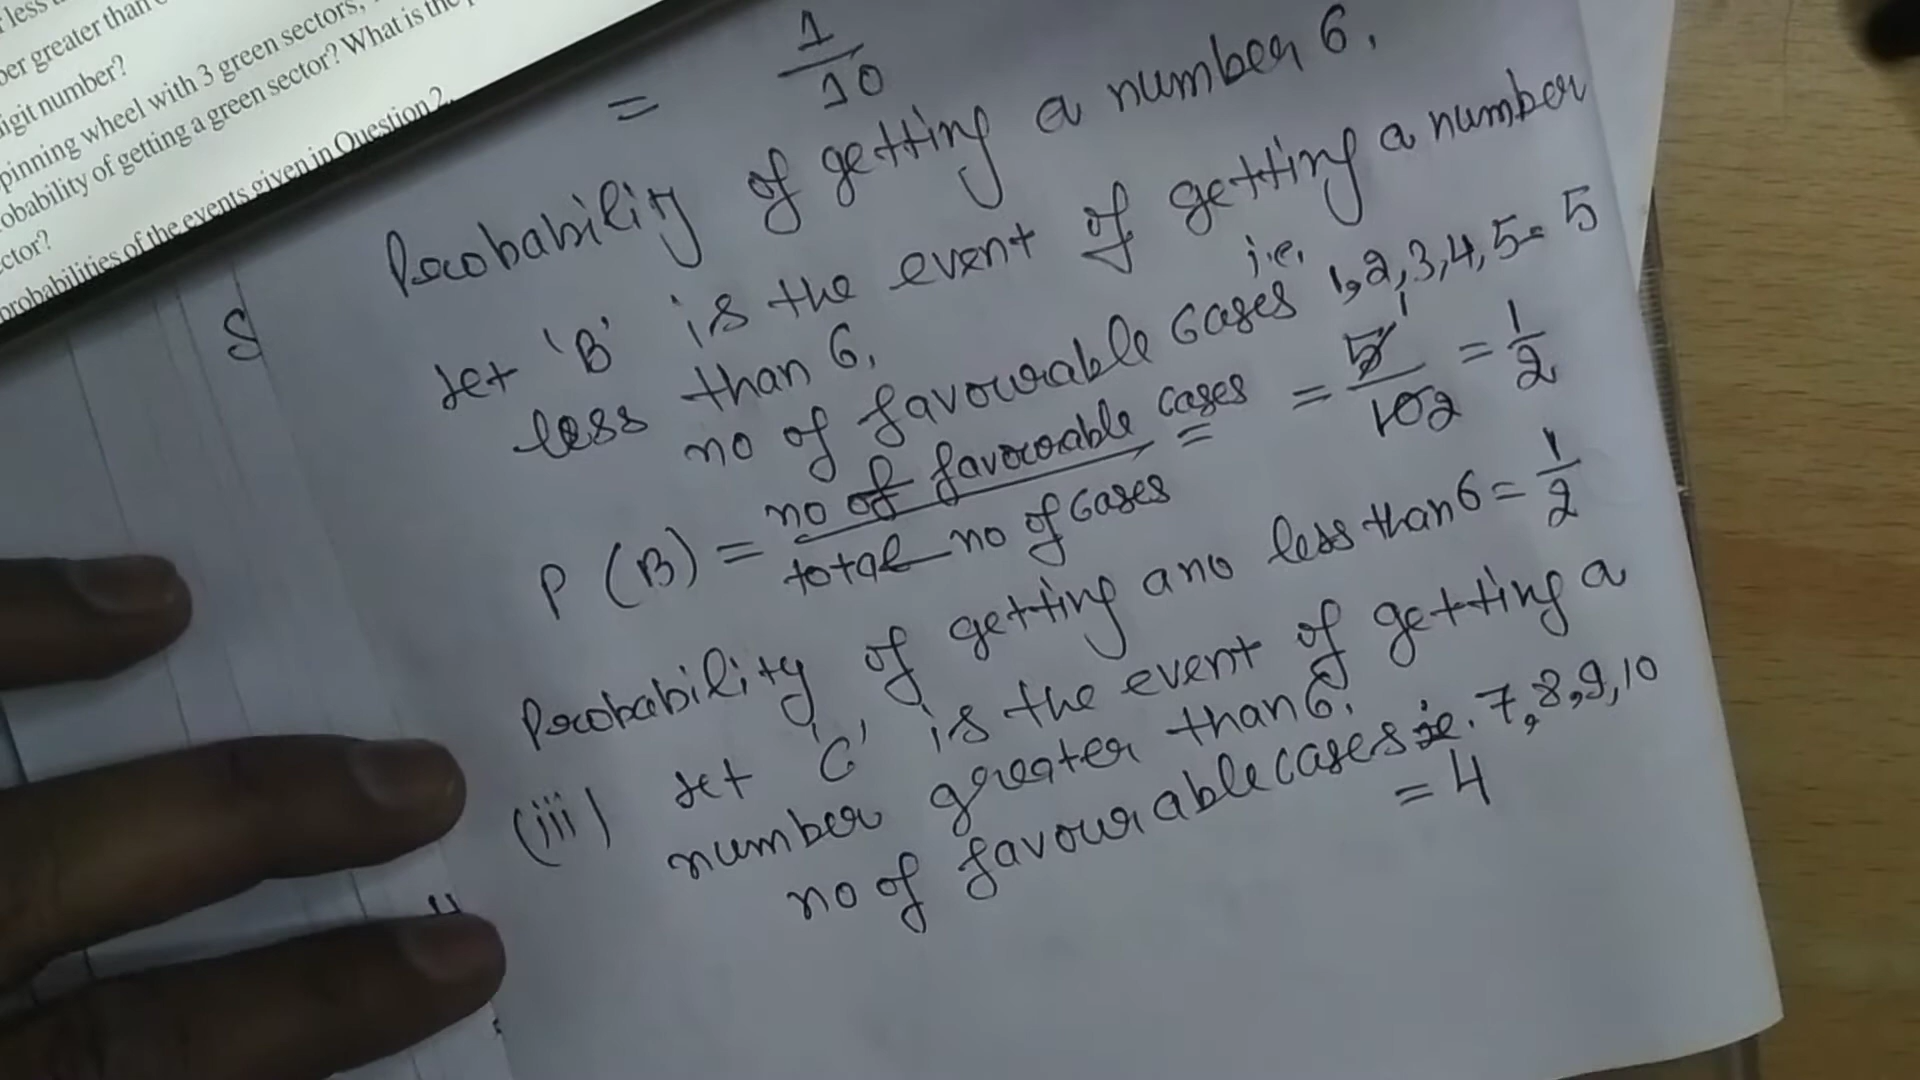 less
ber greater than
igit number?
pinning wheel with 3 green sectors,
obability of getting a green sector? What is the
ctor?
probabilities of the events given in Question 2.
= 1/10
Probability of getting a number 6.
Let 'B' is the event of getting a number
less than 6.
no of favourable cases i.e. 1,2,3,4,5 = 5
P (B) = no of favourable cases / total no of cases = = 5/10 1 2 = 1/2
Probability of getting a no less than 6 = 1/2
(iii) Let 'C' is the event of getting a
number greater than 6.
no of favourable cases ie. 7,8,9,10
= 4